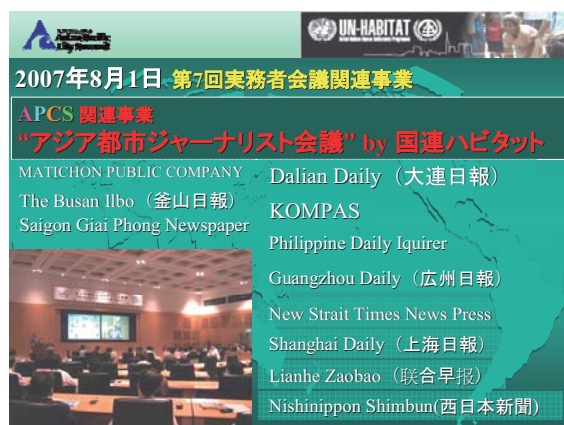 UN-HABITAT
2007年8月1日 第7回実務者会議関連事業
APCS 関連事業
“アジア都市ジャーナリスト会議” by 国連ハビタット
MATICHON PUBLIC COMPANY
The Busan Ilbo（釜山日報）
Saigon Giai Phong Newspaper
Dalian Daily（大連日報）
KOMPAS
Philippine Daily Iquirer
Guangzhou Daily（広州日報）
New Strait Times News Press
Shanghai Daily（上海日報）
Lianhe Zaobao（联合早报）
Nishinippon Shimbun(西日本新聞)